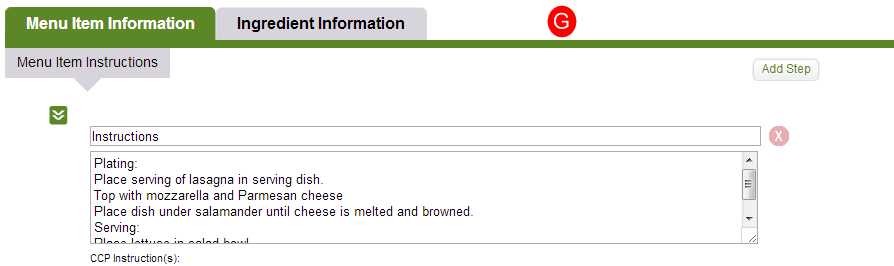 Menu Item Information
Ingredient Information
G
Menu Item Instructions
Add Step
Instructions
X
Plating:
Place serving of lasagna in serving dish.
Top with mozzarella and Parmesan cheese
Place dish under salamander until cheese is melted and browned.
Serving:
Place lettuce in salad bowl
CCP Instruction(s):